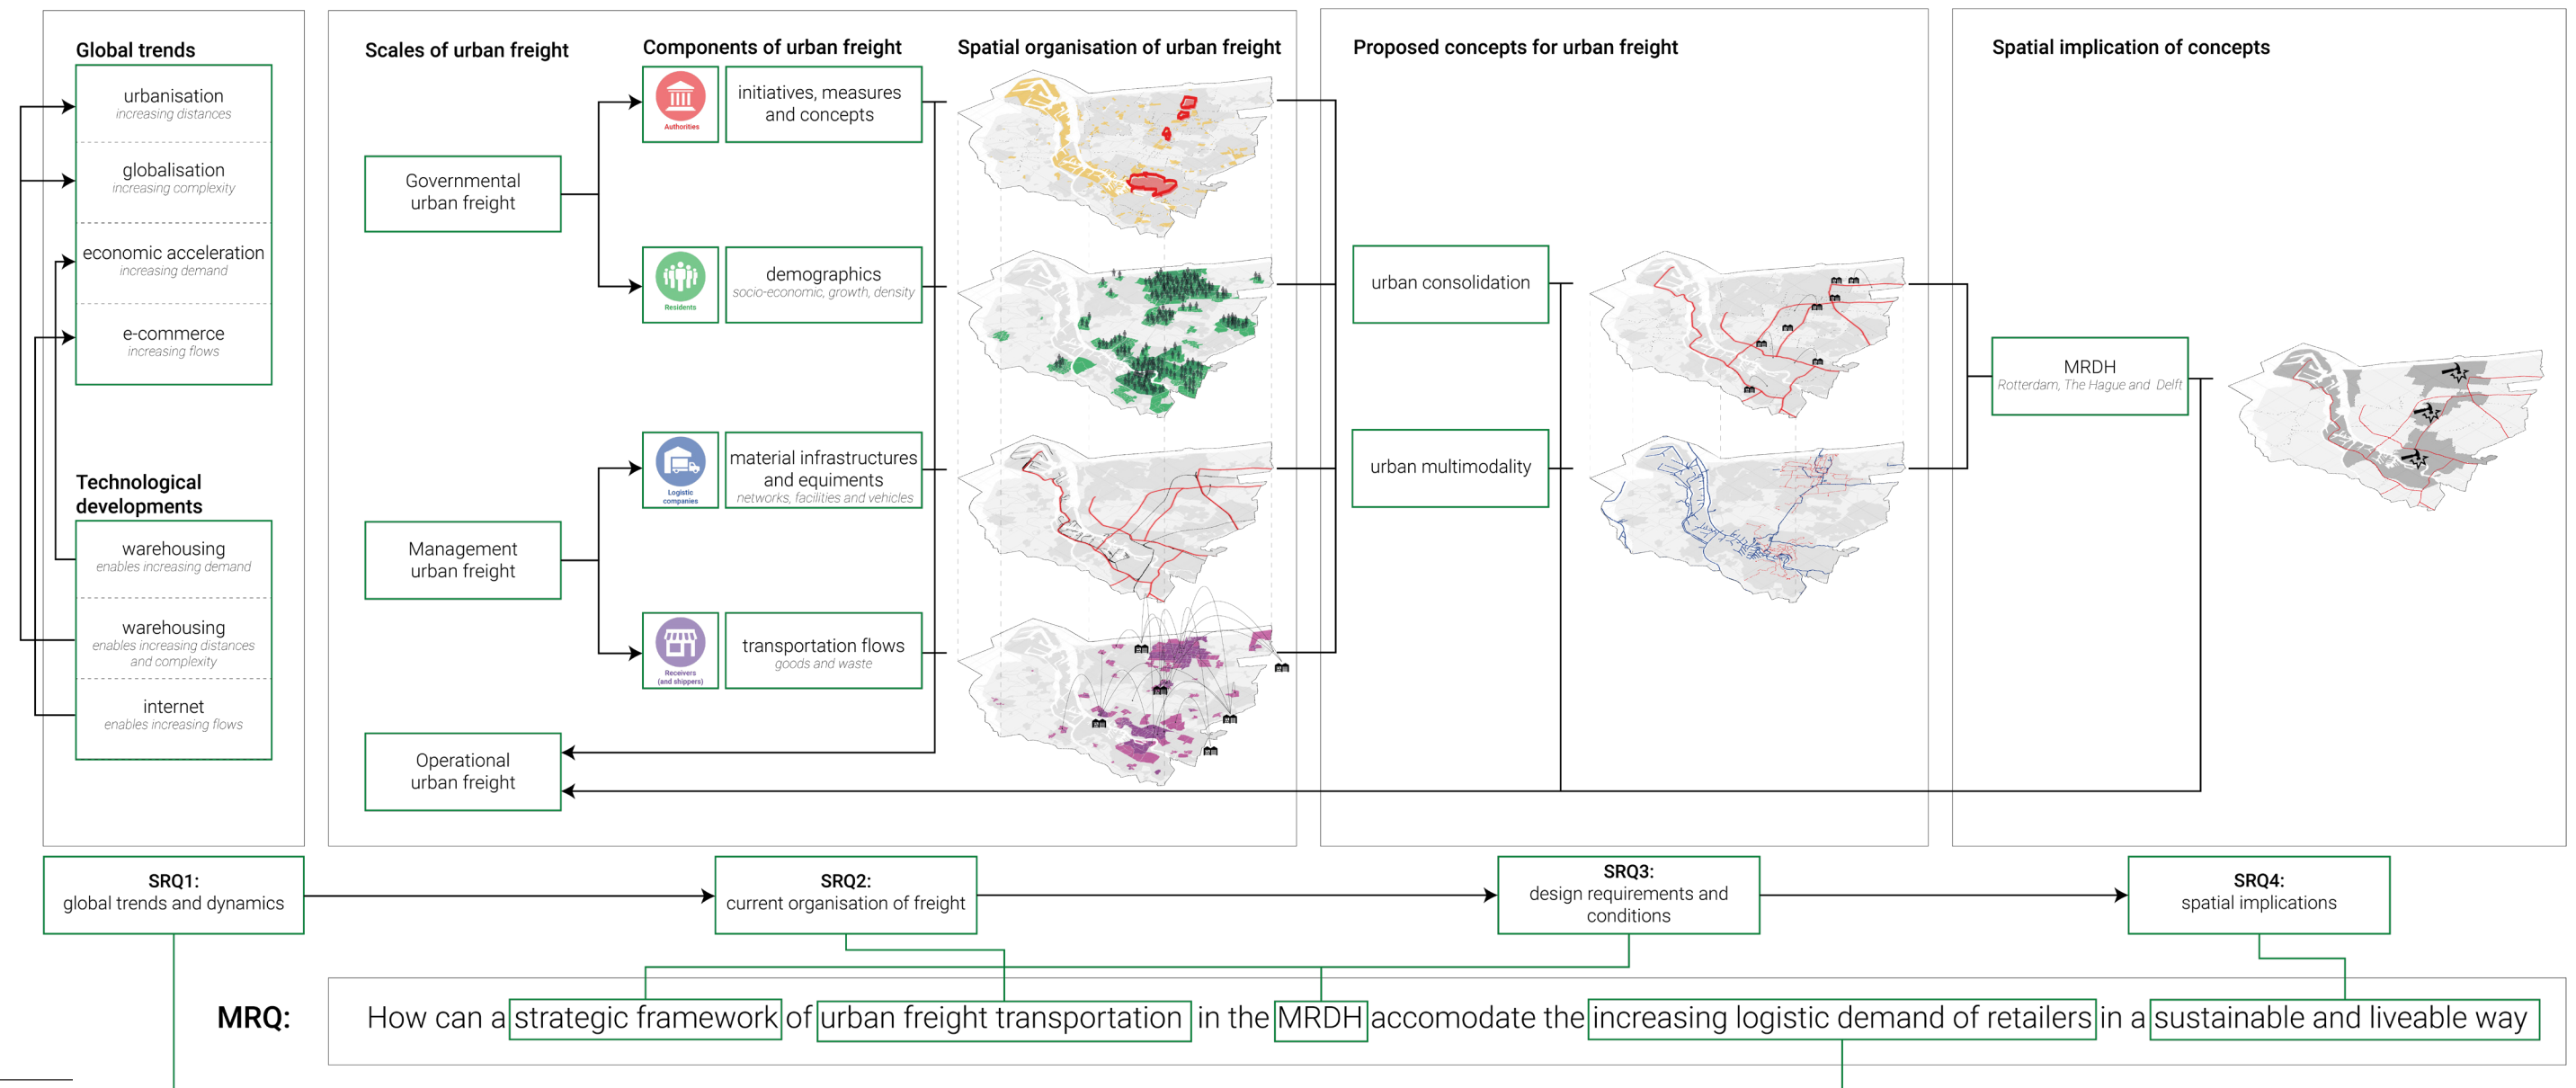 Global trends
urbanisation
increasing distances
globalisation
increasing complexity
economic acceleration
increasing demand
e-commerce
increasing flows
Technological
developments
warehousing
enables increasing demand
warehousing
enables increasing distances
and complexity
internet
enables increasing flows
Scales of urban freight
Governmental
urban freight
Management
urban freight
Operational
urban freight
Components of urban freight
Authorities
initiatives, measures
and concepts
Residents
demographics
socio-economic, growth, density
Logistic
companies
material infrastructures
and equiments
networks, facilities and vehicles
Receivers
(and shippers)
transportation flows
goods and waste
Spatial organisation of urban freight
Proposed concepts for urban freight
urban consolidation
urban multimodality
Spatial implication of concepts
MRDH
Rotterdam, The Hague and Delft
SRQ1:
global trends and dynamics
SRQ2:
current organisation of freight
SRQ3:
design requirements and
conditions
SRQ4:
spatial implications
MRQ: How can a strategic framework of urban freight transportation in the MRDH accomodate the increasing logistic demand of retailers in a sustainable and liveable way